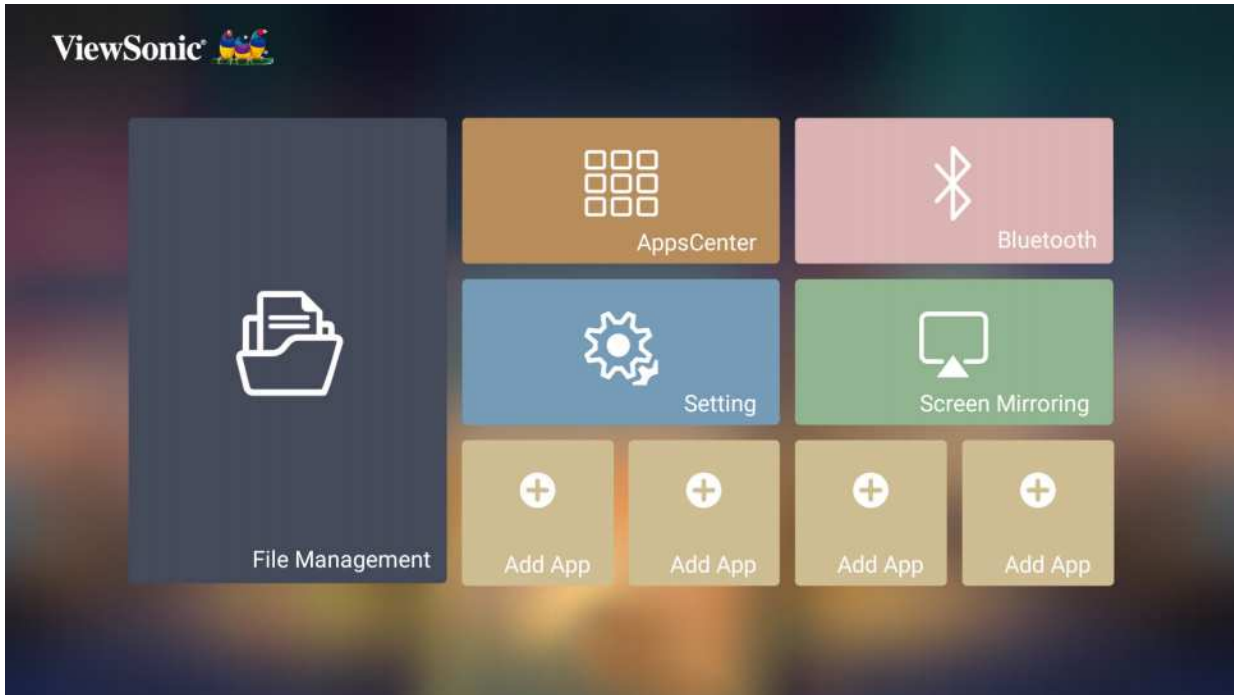 ViewSonic®
AppsCenter
Bluetooth
Setting
Screen Mirroring
File Management
Add App
Add App
Add App
Add App